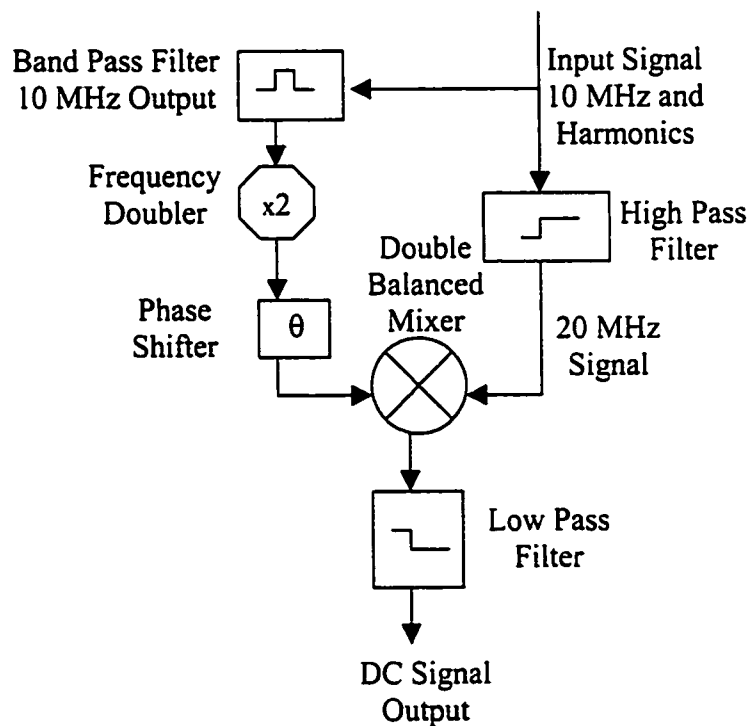 Band Pass Filter
10 MHz Output
Input Signal
10 MHz and
Harmonics
Frequency
Doubler
x2
High Pass
Filter
Double
Balanced
Mixer
Phase
Shifter
θ
20 MHz
Signal
Low Pass
Filter
DC Signal
Output